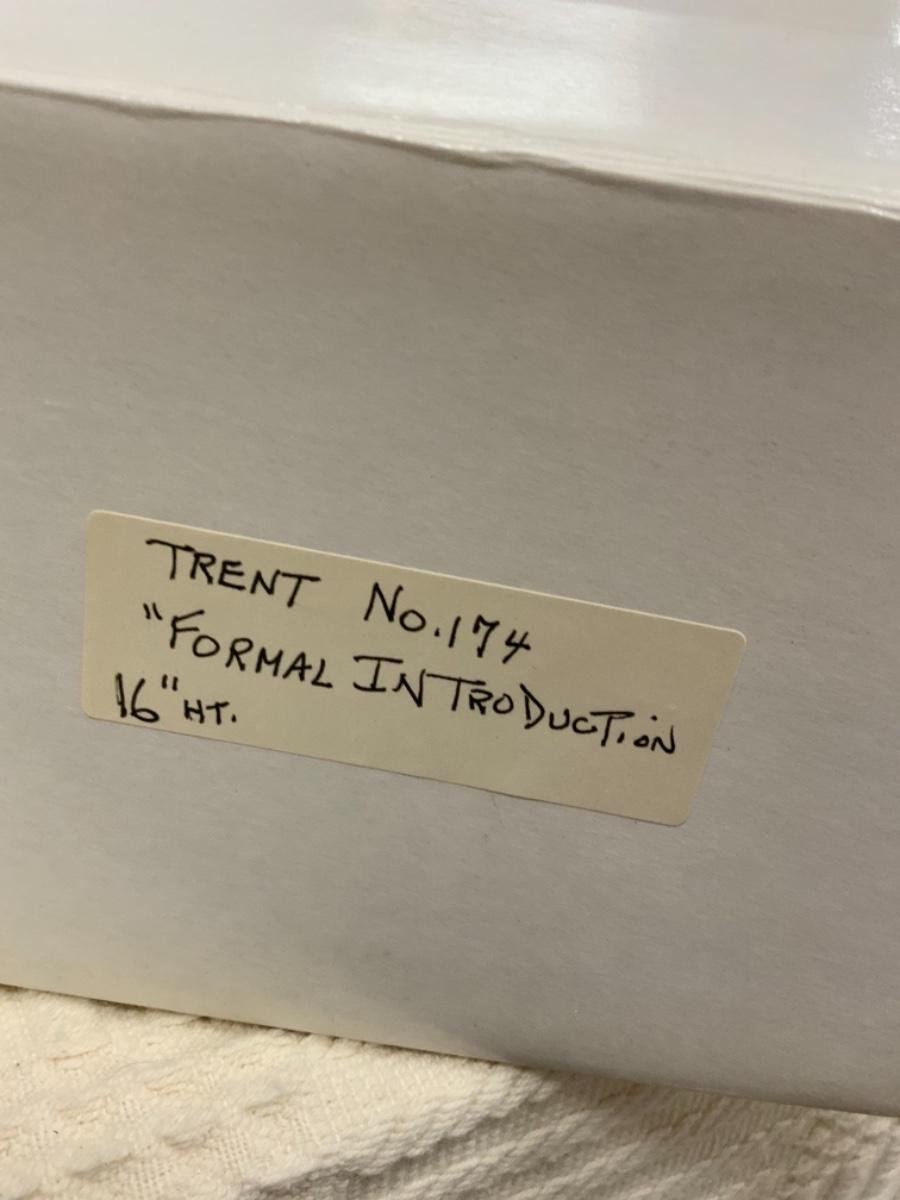 TRENT No. 174
"FORMAL INTRODUCTION
16" HT.